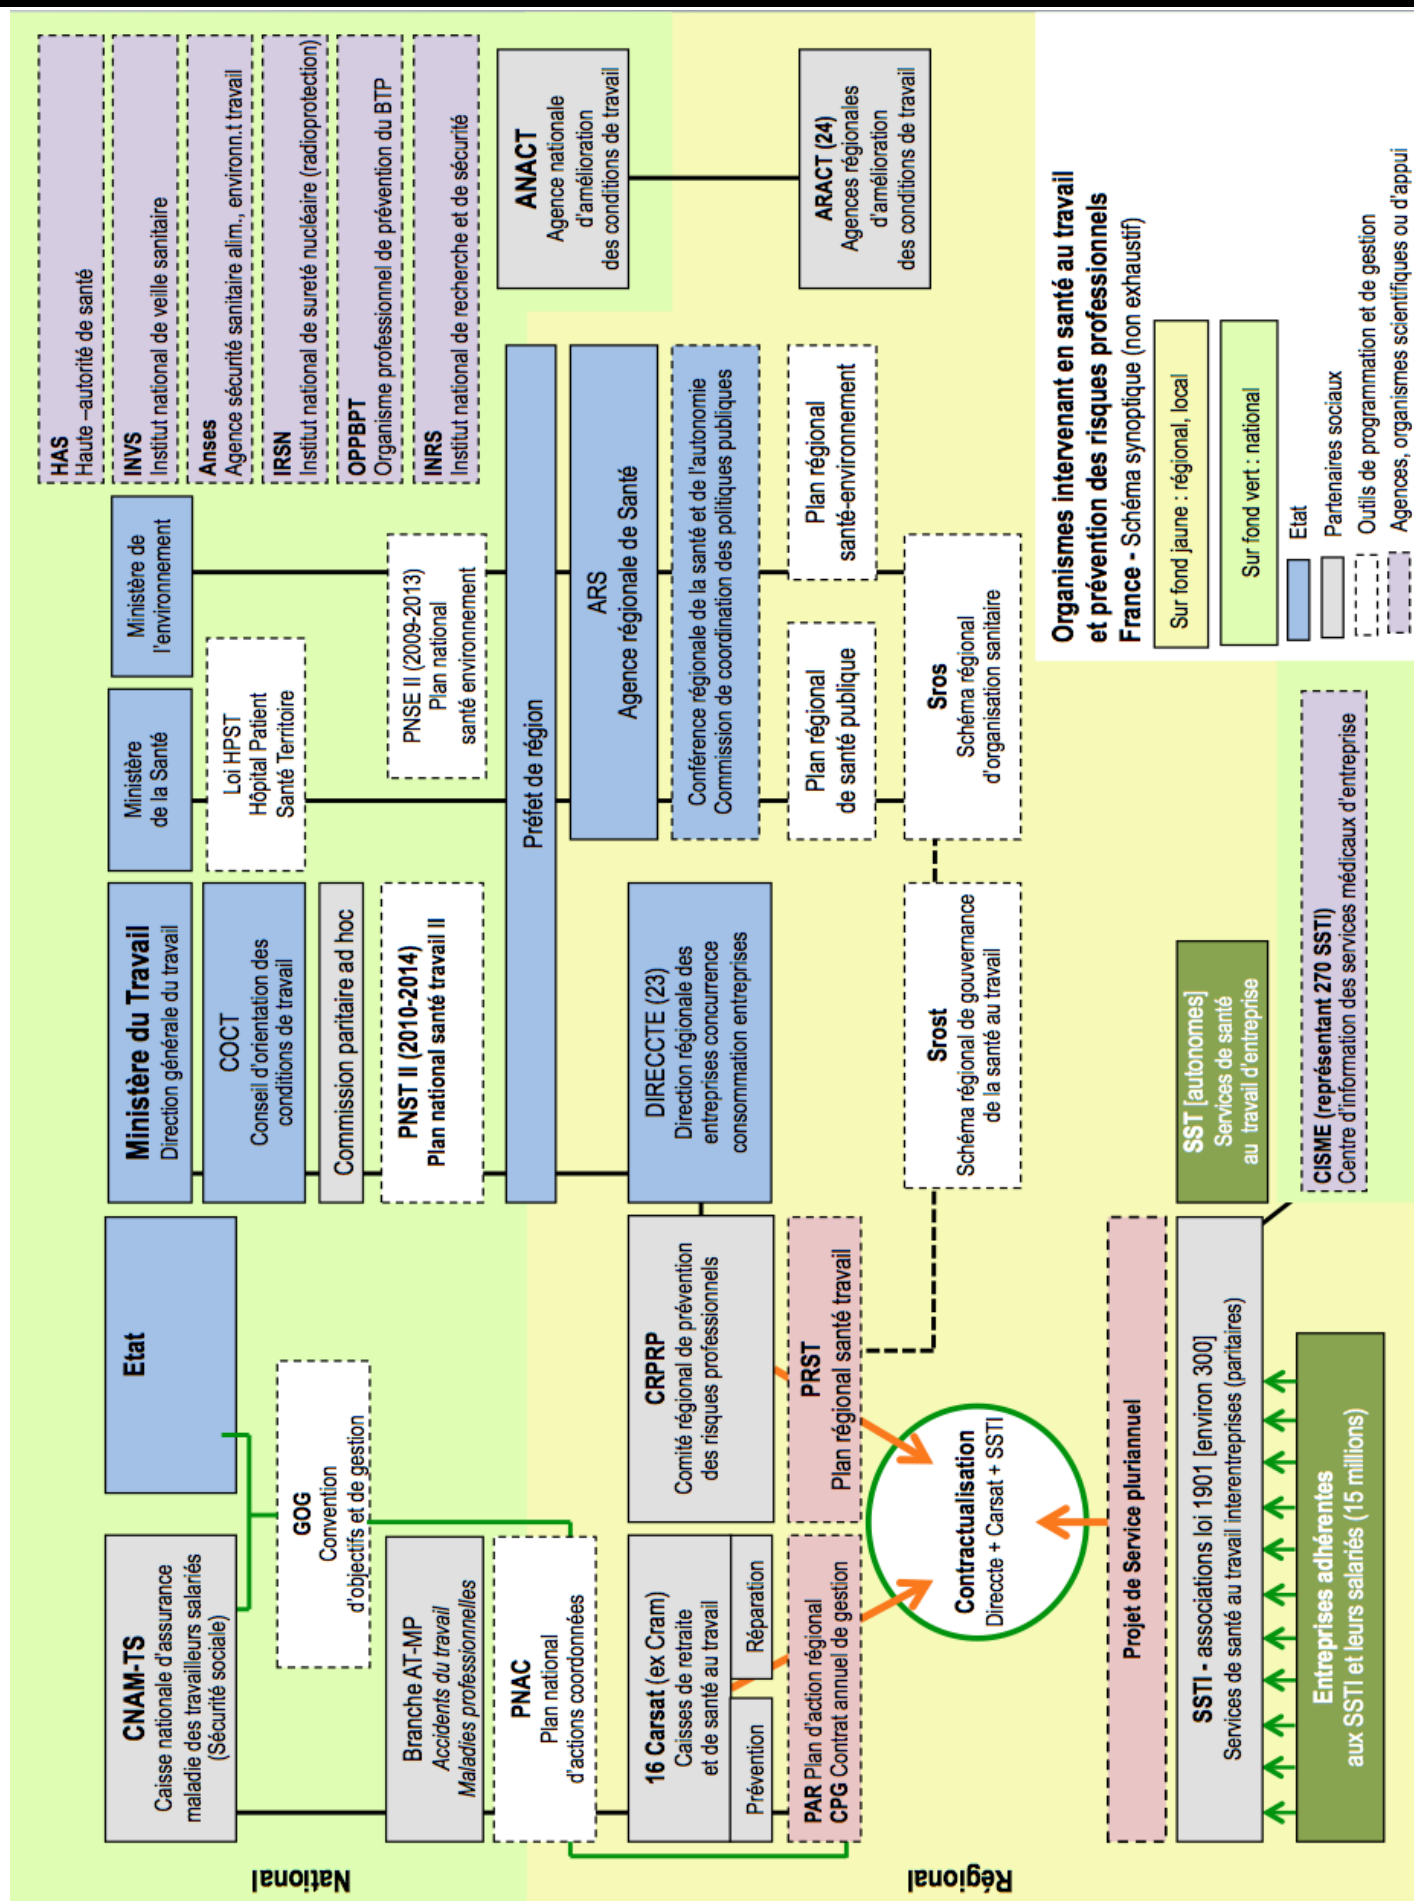 National
Régional
CNAM-TS
Caisse nationale d'assurance
maladie des travailleurs salariés
(Sécurité sociale)
Etat
GOG
Convention
d'objectifs et de gestion
Branche AT-MP
Accidents du travail
Maladies professionnelles
PNAC
Plan national
d'actions coordonnées
Ministère du Travail
Direction générale du travail
COCT
Conseil d'orientation des
conditions de travail
Commission paritaire ad hoc
PNST II (2010-2014)
Plan national santé travail II
Ministère
de la Santé
Loi HPST
Hôpital Patient
Santé Territoire
Ministère de
l'environnement
PNSE II (2009-2013)
Plan national
santé environnement
HAS
Haute –autorité de santé
INVS
Institut national de veille sanitaire
Anses
Agence sécurité sanitaire alim., environn.t travail
IRSN
Institut national de sureté nucléaire (radioprotection)
OPPBPT
Organisme professionnel de prévention du BTP
INRS
Institut national de recherche et de sécurité
ANACT
Agence nationale
d'amélioration
des conditions de travail
Préfet de région
16 Carsat (ex Cram)
Caisses de retraite
et de santé au travail
Prévention
Réparation
PAR Plan d'action régional
CPG Contrat annuel de gestion
CRPRP
Comité régional de prévention
des risques professionnels
PRST
Plan régional santé travail
DIRECCTE (23)
Direction régionale des
entreprises concurrence
consommation entreprises
ARS
Agence régionale de Santé
Conférence régionale de la santé et de l'autonomie
Commission de coordination des politiques publiques
Plan régional
de santé publique
Plan régional
santé-environnement
ARACT (24)
Agences régionales
d'amélioration
des conditions de travail
Srost
Schéma régional de gouvernance
de la santé au travail
Sros
Schéma régional
d'organisation sanitaire
Contractualisation
Direccte + Carsat + SSTI
Projet de Service pluriannuel
SSTI - associations loi 1901 [environ 300]
Services de santé au travail interentreprises (paritaires)
SST [autonomes]
Services de santé
au travail d'entreprise
Entreprises adhérentes
aux SSTI et leurs salariés (15 millions)
CISME (représentant 270 SSTI)
Centre d'information des services médicaux d'entreprise
Organismes intervenant en santé au travail
et prévention des risques professionnels
France - Schéma synoptique (non exhaustif)
Sur fond jaune : régional, local
Sur fond vert : national
Etat
Partenaires sociaux
Outils de programmation et de gestion
Agences, organismes scientifiques ou d'appui